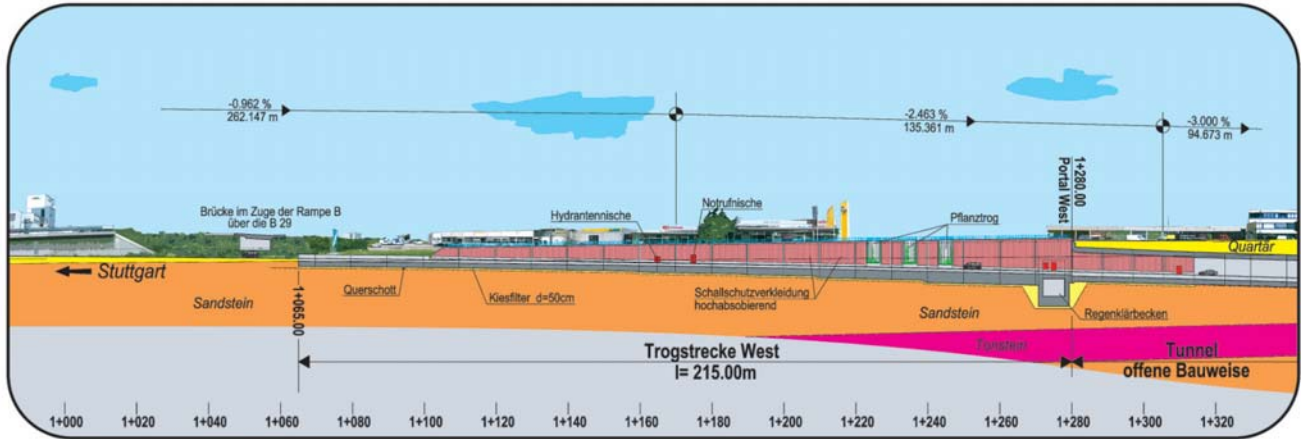 -0.962 %
262.147 m
-2.463 %
135.361 m
-3.000 %
94.673 m
1+280.00
Portal West
Brücke im Zuge der Rampe B
über die B 29
Hydrantennische
Notrufnische
Pflanztrog
Quartär
Stuttgart
Sandstein
1+065.00
Querschott
Kiesfilter d=50cm
Schallschutzverkleidung
hochabsobierend
Sandstein
Regenklärbecken
Tonstein
Trogstrecke West
l= 215.00m
Tunnel
offene Bauweise
1+000
1+020
1+040
1+060
1+080
1+100
1+120
1+140
1+160
1+180
1+200
1+220
1+240
1+260
1+280
1+300
1+320